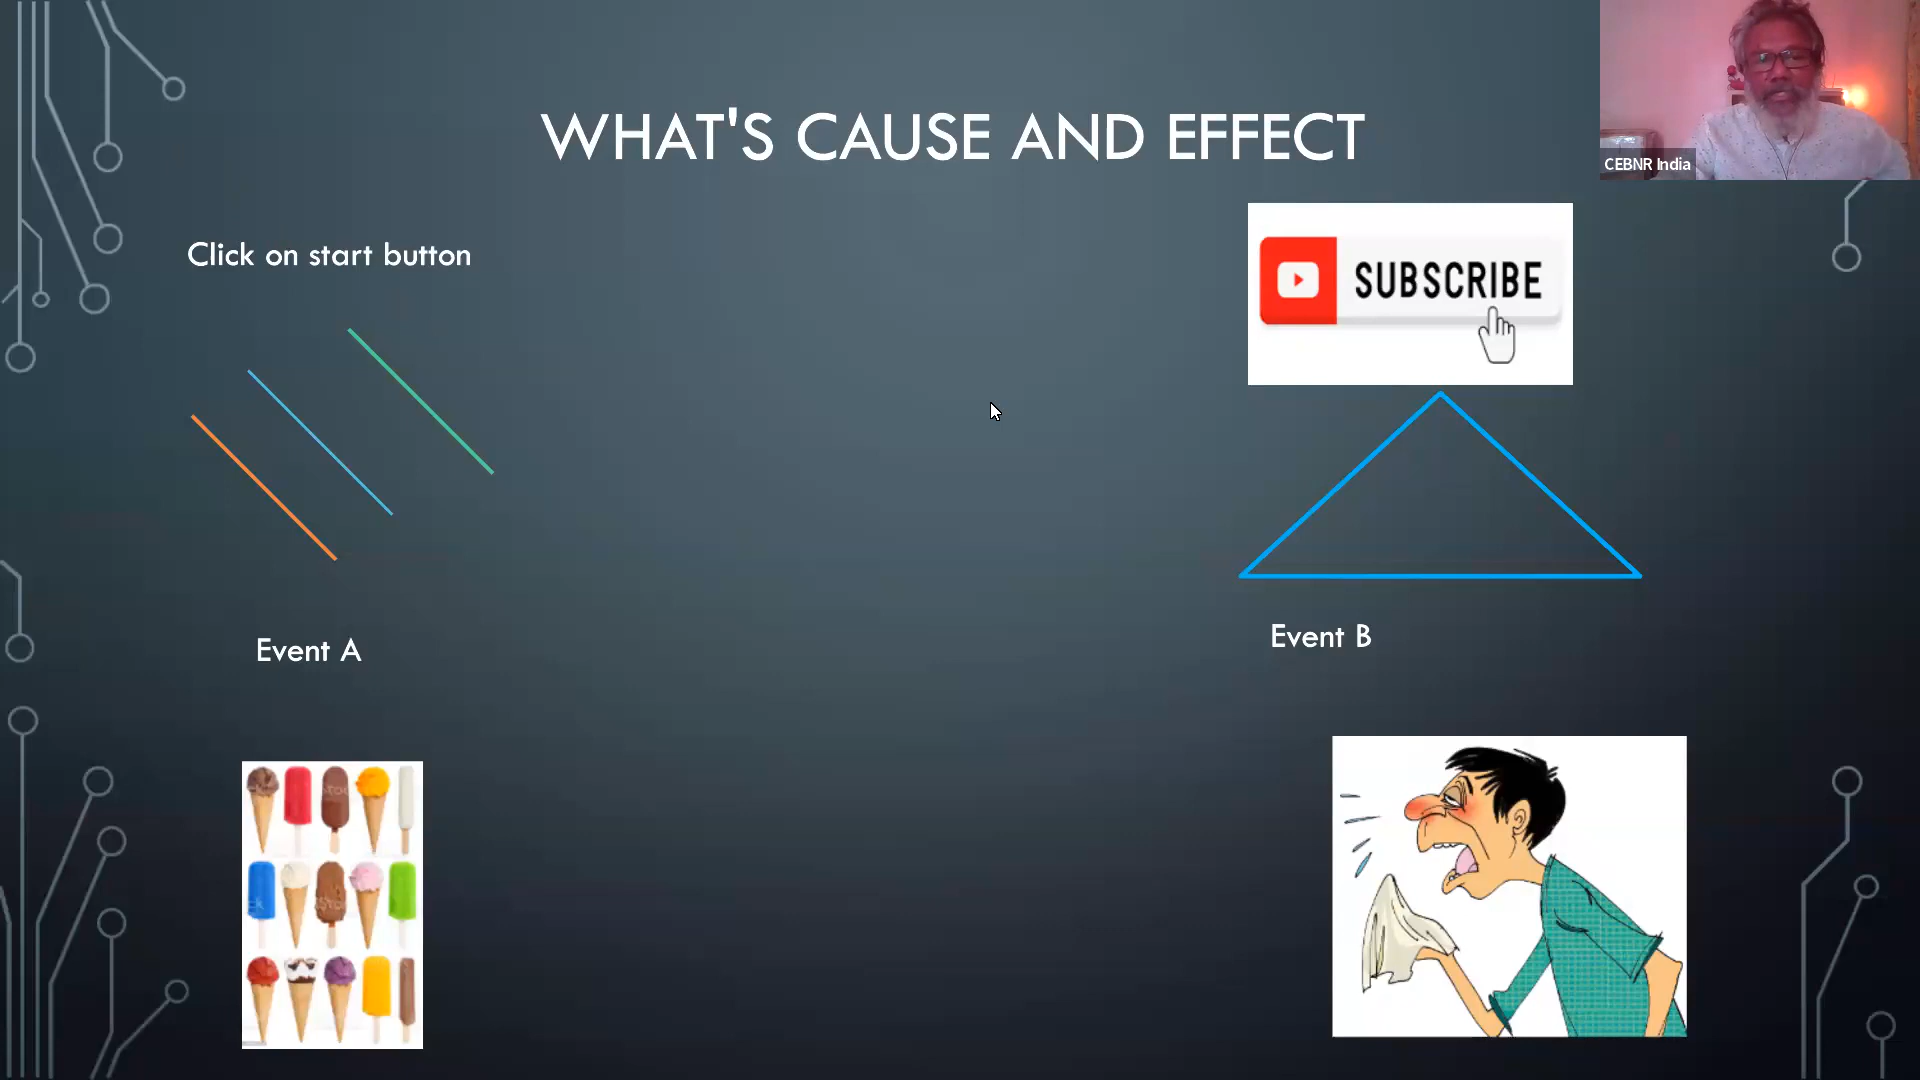 WHAT'S CAUSE AND EFFECT
CEBNR India
Click on start button
SUBSCRIBE
Event A
Event B